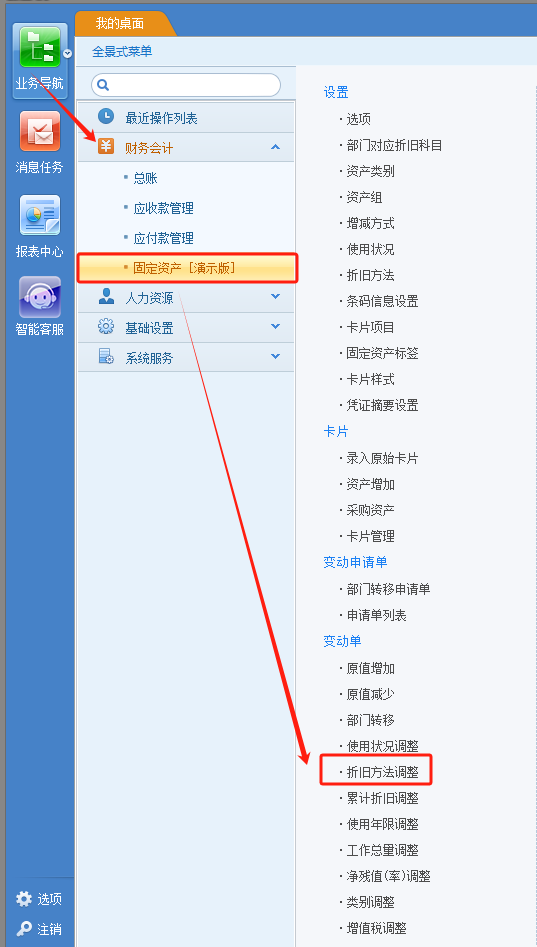 我的桌面
全景式菜单
业务导航
消息任务
报表中心
智能客服
最近操作列表
财务会计
总账
应收款管理
应付款管理
固定资产 [演示版]
人力资源
基础设置
系统服务
设置
·选项
·部门对应折旧科目
·资产类别
·资产组
·增减方式
·使用状况
·折旧方法
·条码信息设置
·卡片项目
·固定资产标签
·卡片样式
·凭证摘要设置
卡片
·录入原始卡片
·资产增加
·采购资产
·卡片管理
变动申请单
·部门转移申请单
·申请单列表
变动单
·原值增加
·原值减少
·部门转移
·使用状况调整
·折旧方法调整
·累计折旧调整
·使用年限调整
·工作总量调整
·净残值(率)调整
·类别调整
·增值税调整
选项
注销